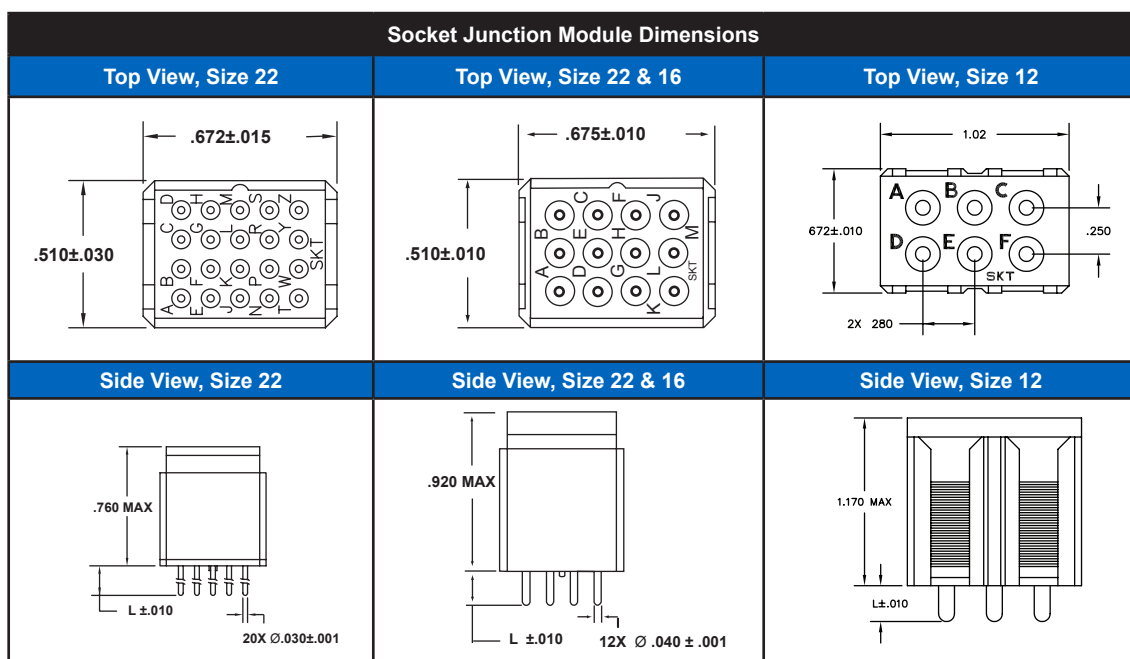 Socket Junction Module Dimensions
Top View, Size 22
Top View, Size 22 & 16
Top View, Size 12
.672±.015
.510±.030
D H M S Z
C G L R Y
B F K P W
A E J N T
SKT
.675±.010
.510±.010
C F J
B E H M
A D G L
K
SKT
1.02
672±.010
A B C
D E F
SKT
.250
2X 280
Side View, Size 22
Side View, Size 22 & 16
Side View, Size 12
.760 MAX
L ±.010
20X Ø.030±.001
.920 MAX
L ±.010
12X Ø .040 ± .001
1.170 MAX
L±.010